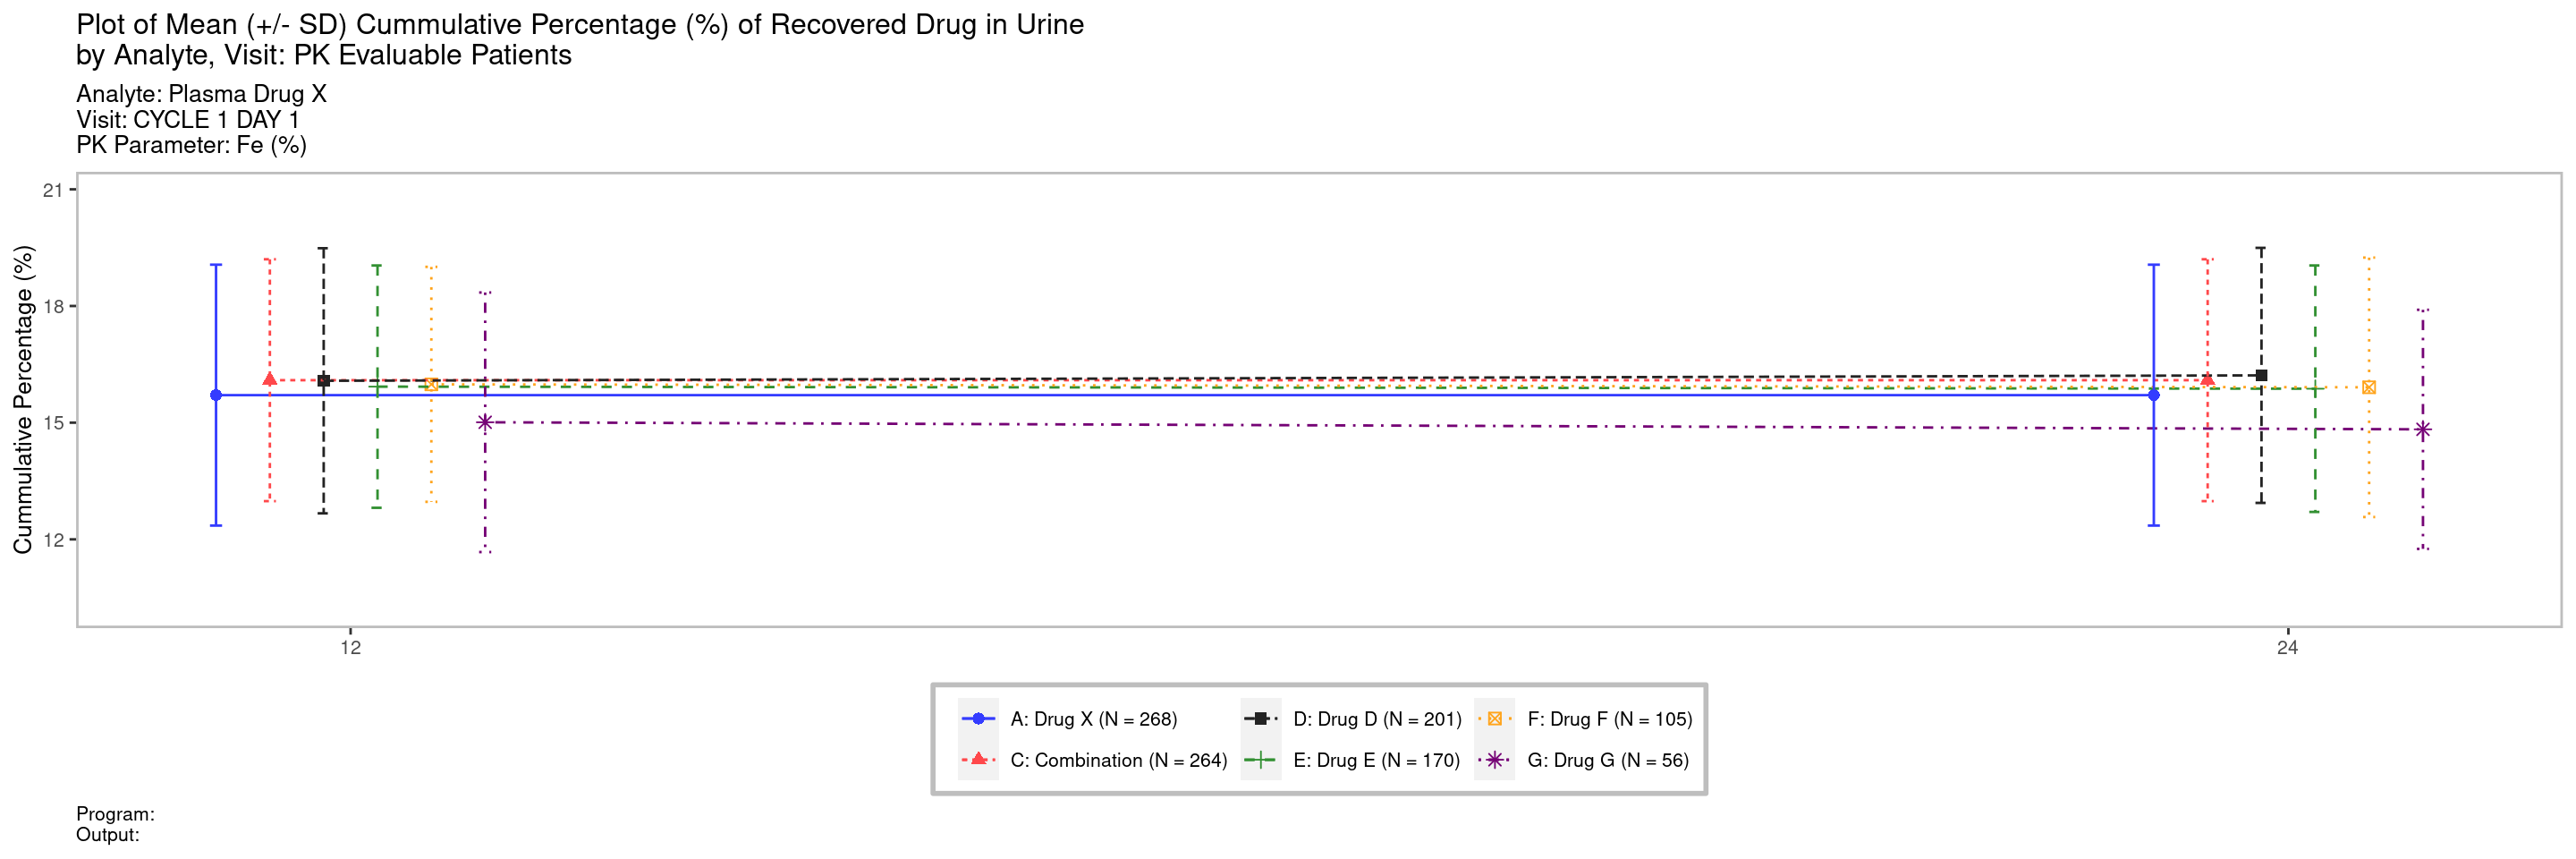 Plot of Mean (+/- SD) Cummulative Percentage (%) of Recovered Drug in Urine
by Analyte, Visit: PK Evaluable Patients
Analyte: Plasma Drug X
Visit: CYCLE 1 DAY 1
PK Parameter: Fe (%)
Cummulative Percentage (%)
21
18
15
12
12
24
A: Drug X (N = 268)
D: Drug D (N = 201)
F: Drug F (N = 105)
C: Combination (N = 264)
E: Drug E (N = 170)
G: Drug G (N = 56)
Program:
Output: